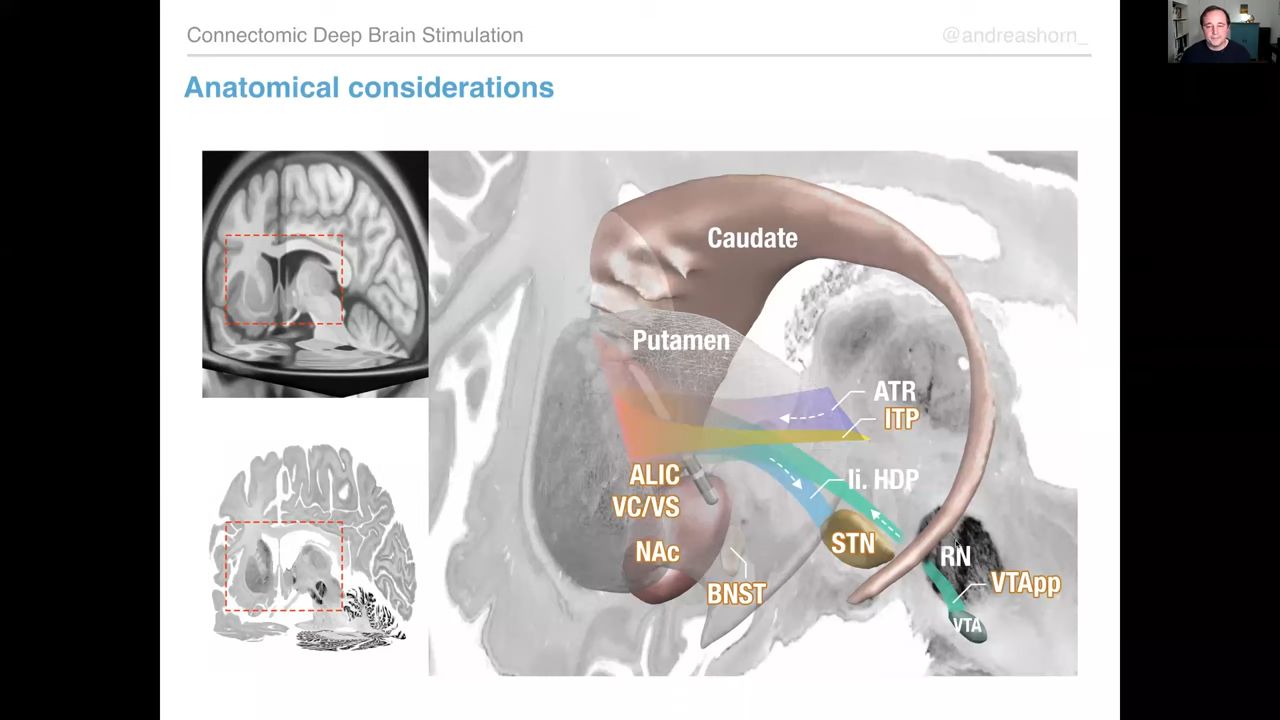 Connectomic Deep Brain Stimulation
@andreashorn_
Anatomical considerations
Caudate
Putamen
ATR
ITP
ALIC
li. HDP
VC/VS
STN
NAc
RN
BNST
VTApp
VTA